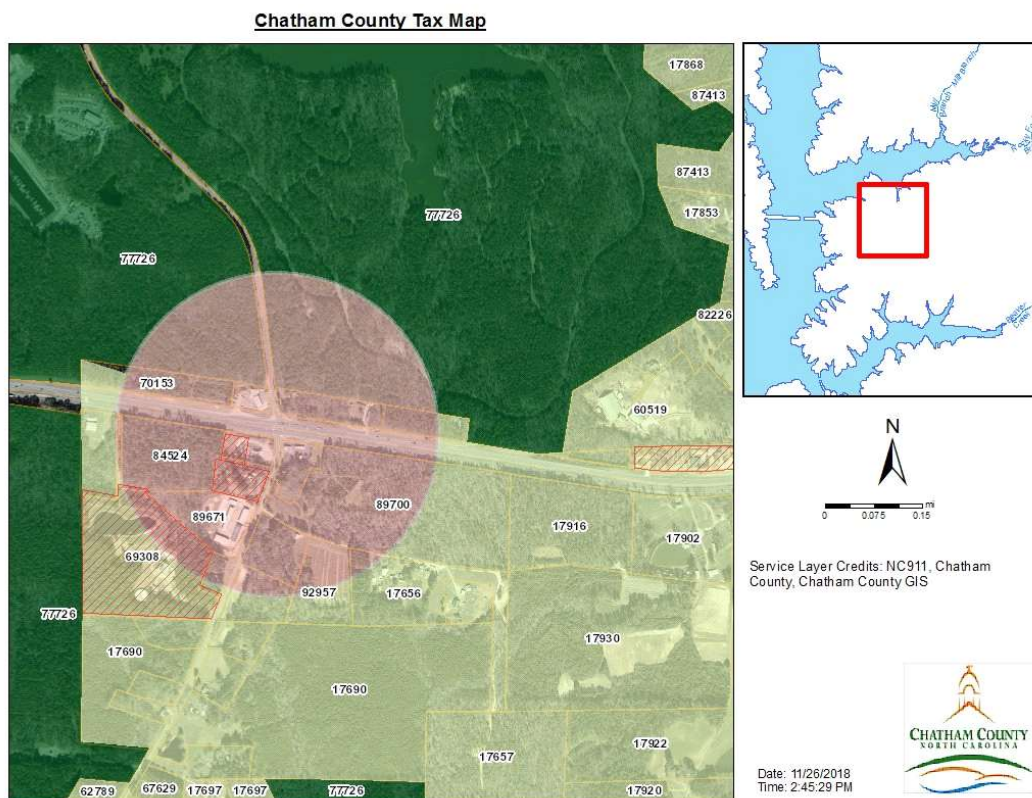 Chatham County Tax Map
17868
87413
87413
17853
77726
77726
82226
70153
60519
84524
89700
89671
17916
17902
69308
92957
17656
77726
17930
17690
17690
17657
17922
62789
67629
17697
17697
77726
17920
N
mi
0 0.075 0.15
Service Layer Credits: NC911, Chatham
County, Chatham County GIS
CHATHAM COUNTY
NORTH CAROLINA
Date: 11/26/2018
Time: 2:45:29 PM